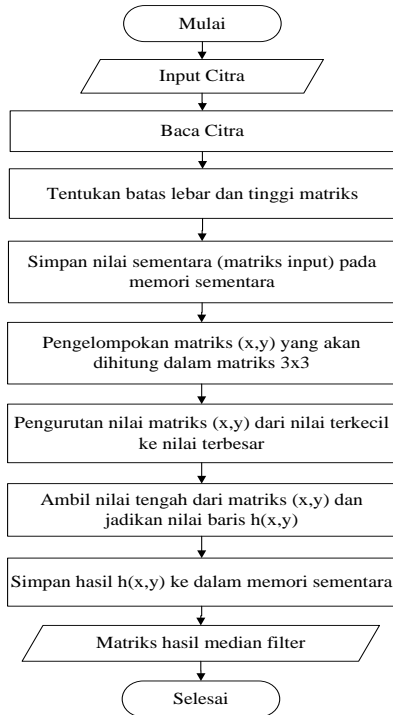 Mulai
Input Citra
Baca Citra
Tentukan batas lebar dan tinggi matriks
Simpan nilai sementara (matriks input) pada
memori sementara
Pengelompokan matriks (x,y) yang akan
dihitung dalam matriks 3x3
Pengurutan nilai matriks (x,y) dari nilai terkecil
ke nilai terbesar
Ambil nilai tengah dari matriks (x,y) dan
jadikan nilai baris h(x,y)
Simpan hasil h(x,y) ke dalam memori sementara
Matriks hasil median filter
Selesai